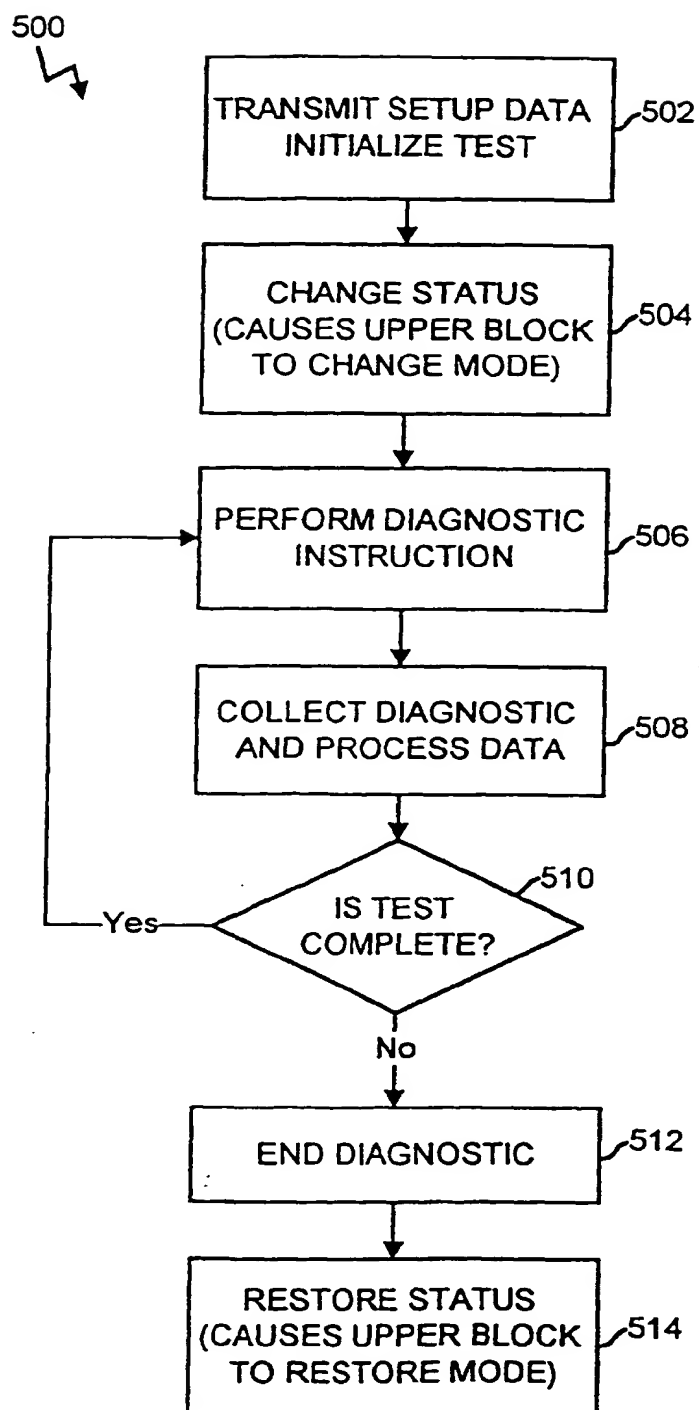 500
TRANSMIT SETUP DATA
INITIALIZE TEST
502
CHANGE STATUS
(CAUSES UPPER BLOCK
TO CHANGE MODE)
504
PERFORM DIAGNOSTIC
INSTRUCTION
506
COLLECT DIAGNOSTIC
AND PROCESS DATA
508
IS TEST
COMPLETE?
510
Yes
No
END DIAGNOSTIC
512
RESTORE STATUS
(CAUSES UPPER BLOCK
TO RESTORE MODE)
514